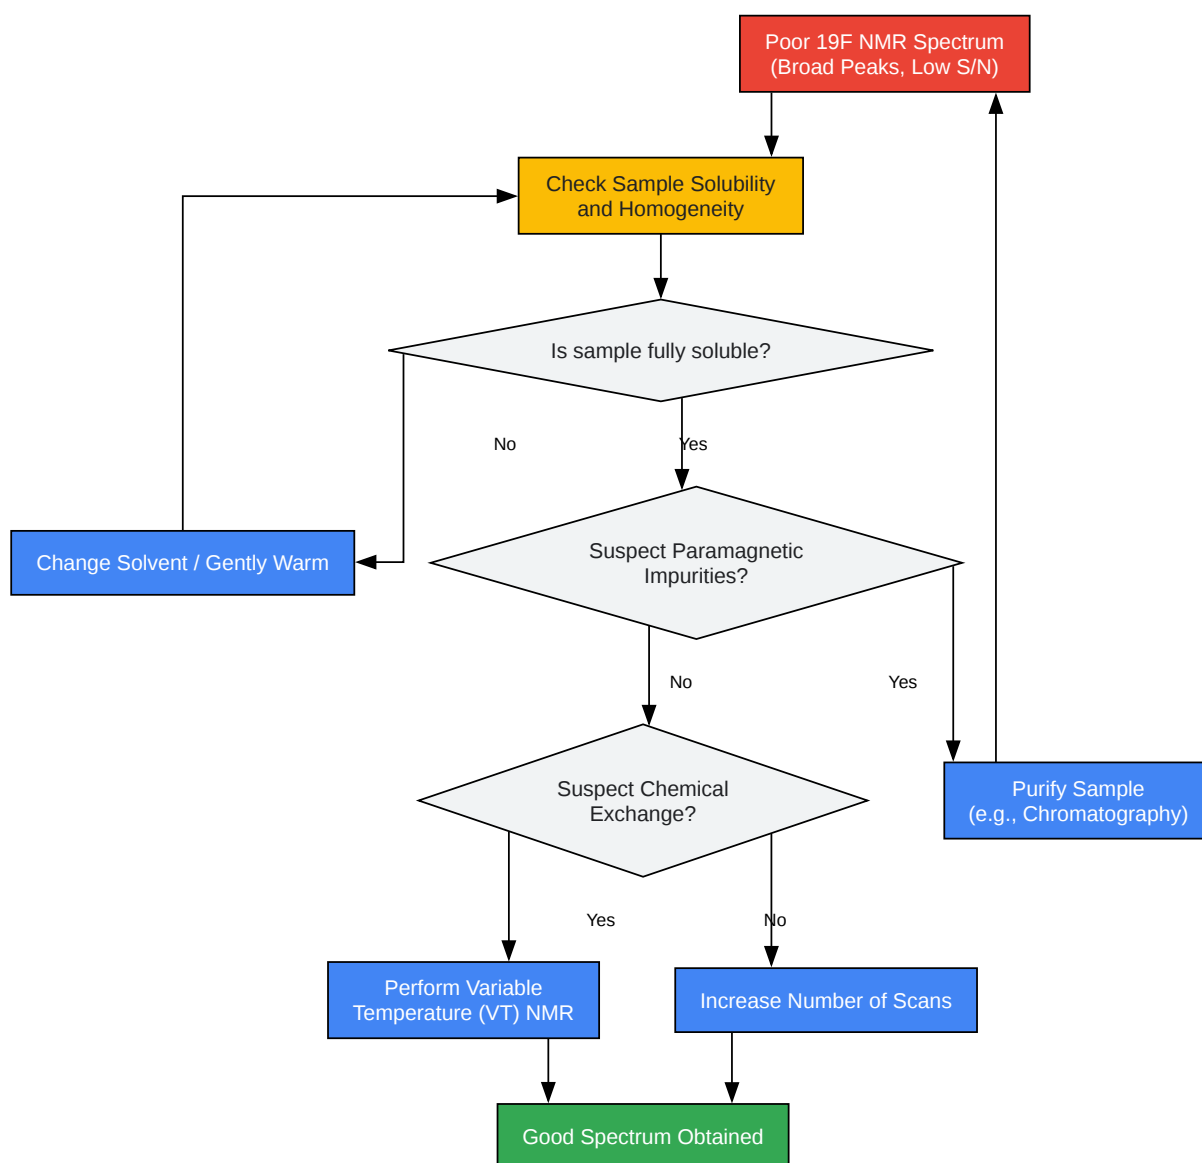 Poor 19F NMR Spectrum
(Broad Peaks, Low S/N)
Check Sample Solubility
and Homogeneity
Is sample fully soluble?
No
Yes
Change Solvent / Gently Warm
Suspect Paramagnetic
Impurities?
No
Yes
Suspect Chemical
Exchange?
Purify Sample
(e.g., Chromatography)
Yes
No
Perform Variable
Temperature (VT) NMR
Increase Number of Scans
Good Spectrum Obtained